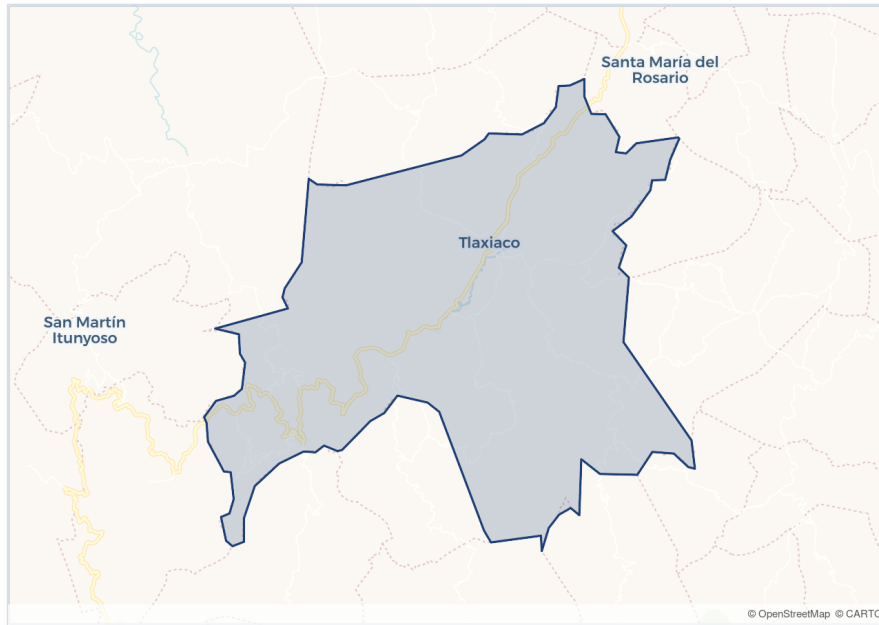 Santa María del
Rosario
Tlaxiaco
San Martín
Itunyoso
© OpenStreetMap © CARTO